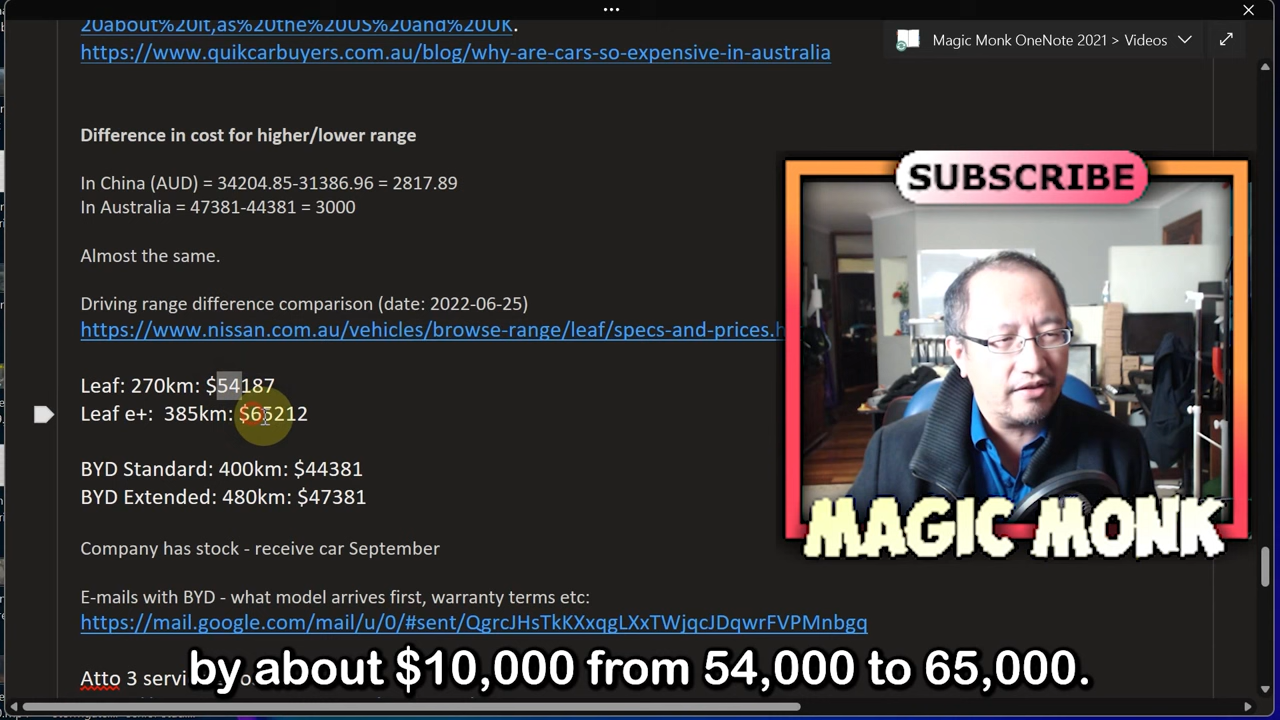 20about%20it,as%20the%20US%20and%20UK.
https://www.quikcarbuyers.com.au/blog/why-are-cars-so-expensive-in-australia
Magic Monk OneNote 2021 > Videos
Difference in cost for higher/lower range
In China (AUD) = 34204.85-31386.96 = 2817.89
In Australia = 47381-44381 = 3000
Almost the same.
Driving range difference comparison (date: 2022-06-25)
https://www.nissan.com.au/vehicles/browse-range/leaf/specs-and-prices.h
Leaf: 270km: $54187
Leaf e+:  385km: $65212
BYD Standard: 400km: $44381
BYD Extended: 480km: $47381
Company has stock - receive car September
E-mails with BYD - what model arrives first, warranty terms etc:
https://mail.google.com/mail/u/0/#sent/QgrcJHsTkKXxqgLXxTWjqcJDqwrFVPMnbgq
Atto 3 servi
SUBSCRIBE
MAGIC MONK
by about $10,000 from 54,000 to 65,000.